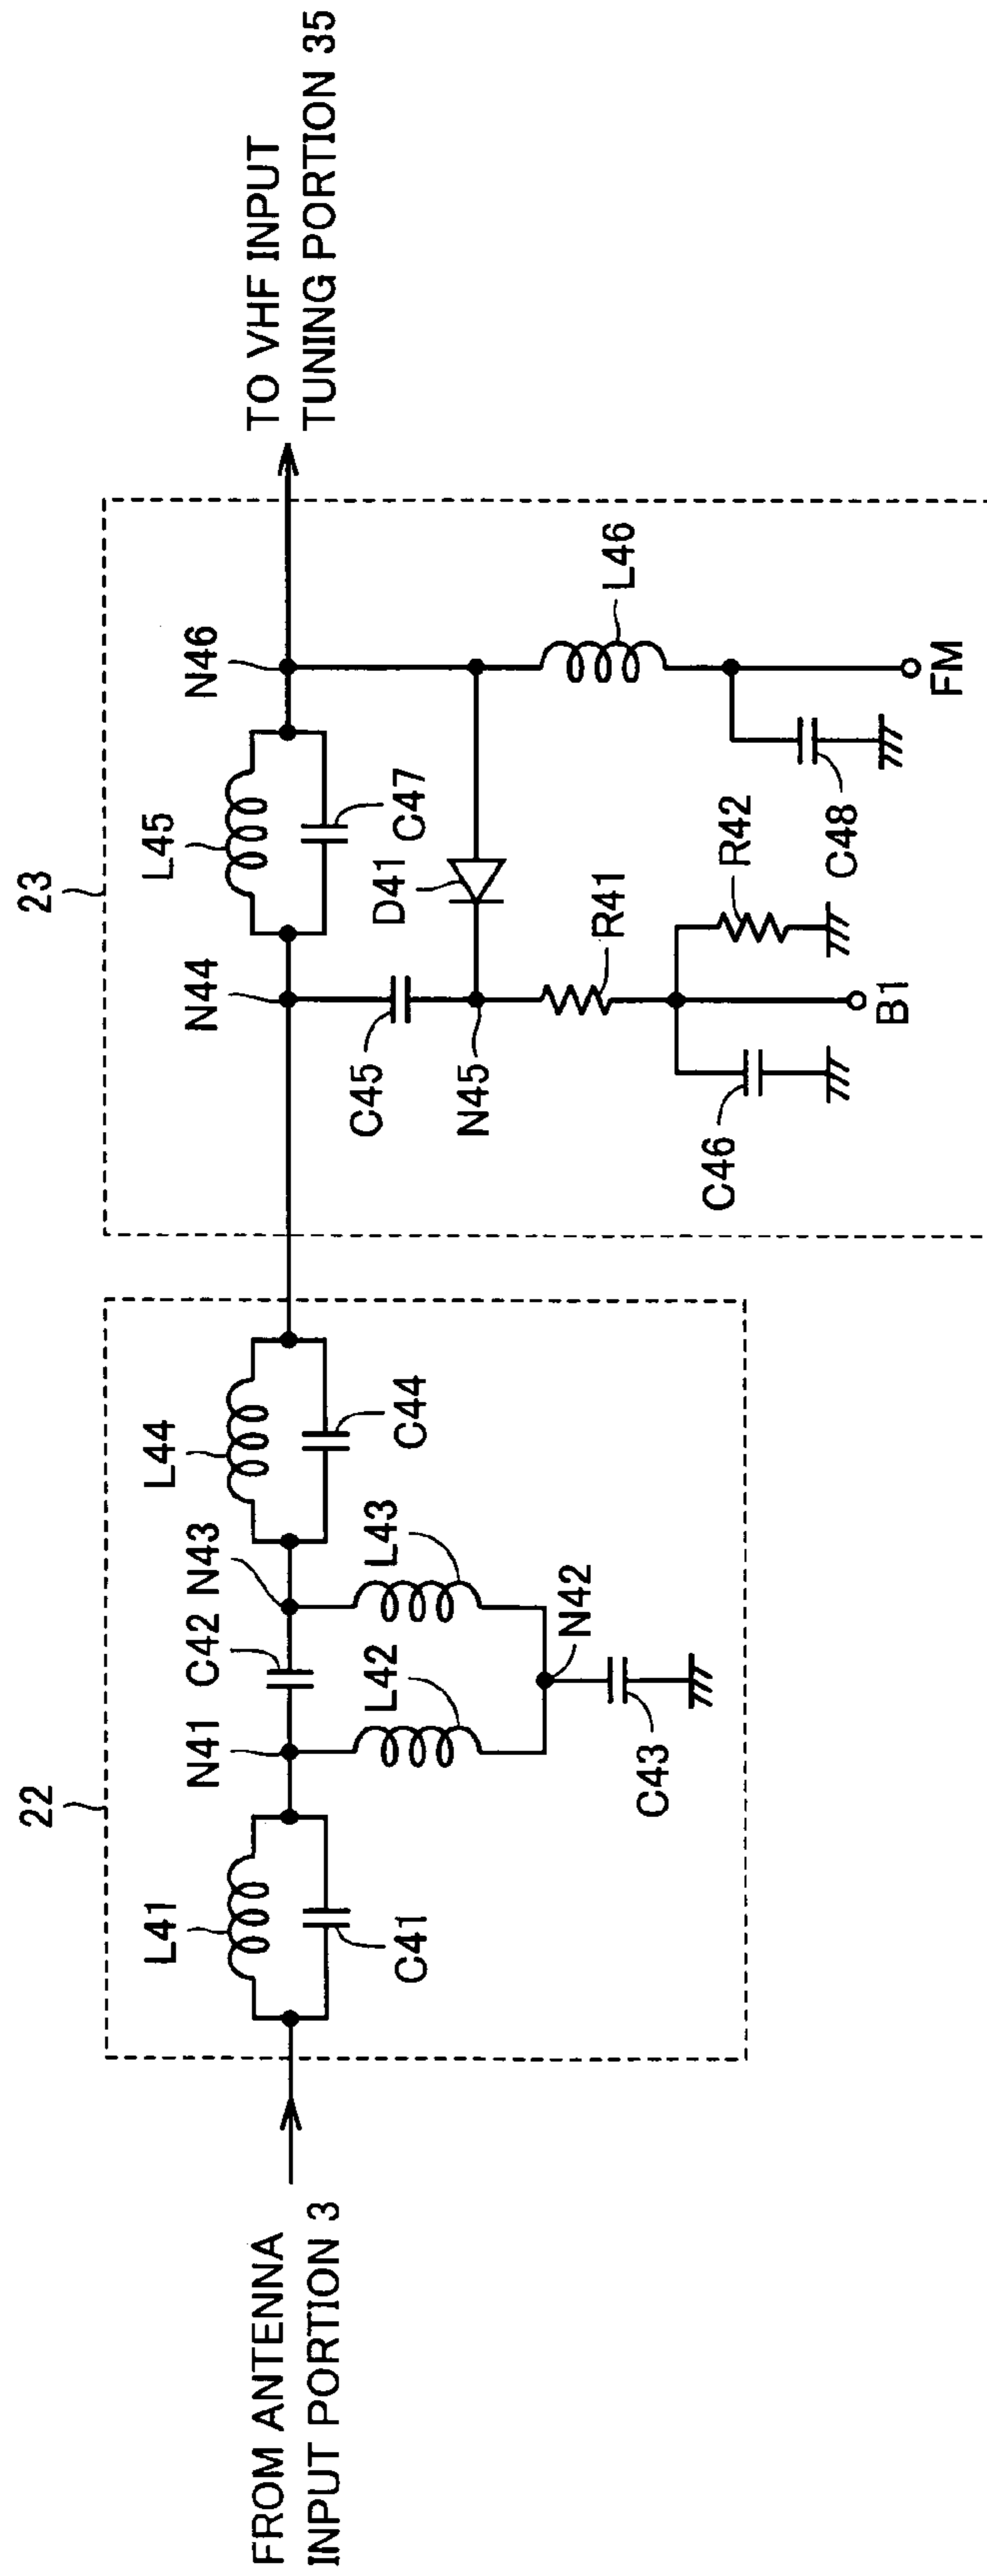 FROM ANTENNA
INPUT PORTION 3
22
L41
C41
N41
C42
N43
L42
L43
N42
C43
L44
C44
23
N44
L45
C47
N46
C45
D41
N45
R41
C46
R42
B1
L46
C48
FM
TO VHF INPUT
TUNING PORTION 35